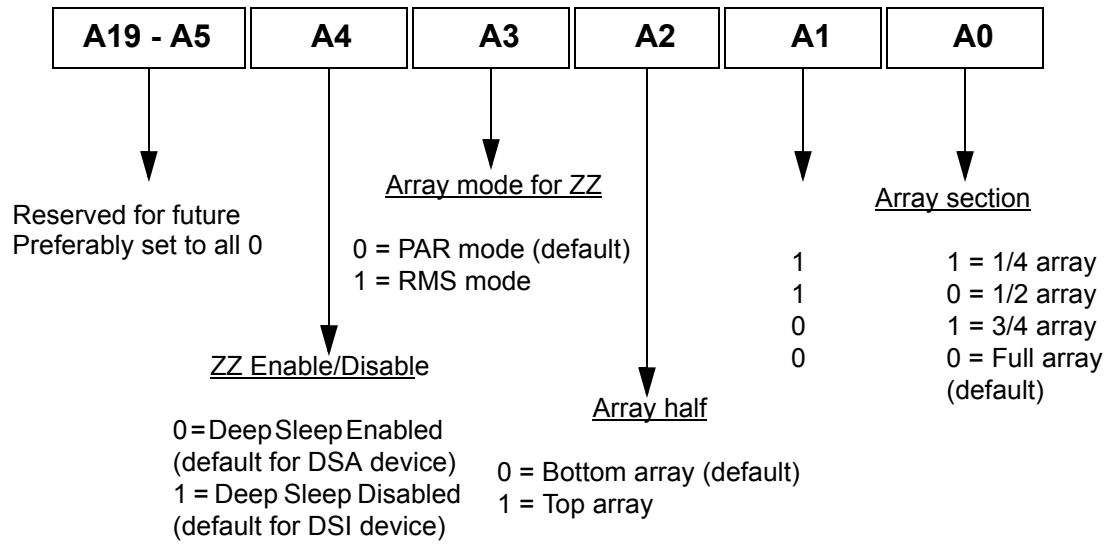 A19 - A5 A4 A3 A2 A1 A0
Reserved for future
Preferably set to all 0
ZZ Enable/Disable
0 = Deep Sleep Enabled
(default for DSA device)
1 = Deep Sleep Disabled
(default for DSI device)
Array mode for ZZ
0 = PAR mode (default)
1 = RMS mode
Array half
0 = Bottom array (default)
1 = Top array
Array section
1 1 = 1/4 array
1 0 = 1/2 array
0 1 = 3/4 array
0 0 = Full array
(default)